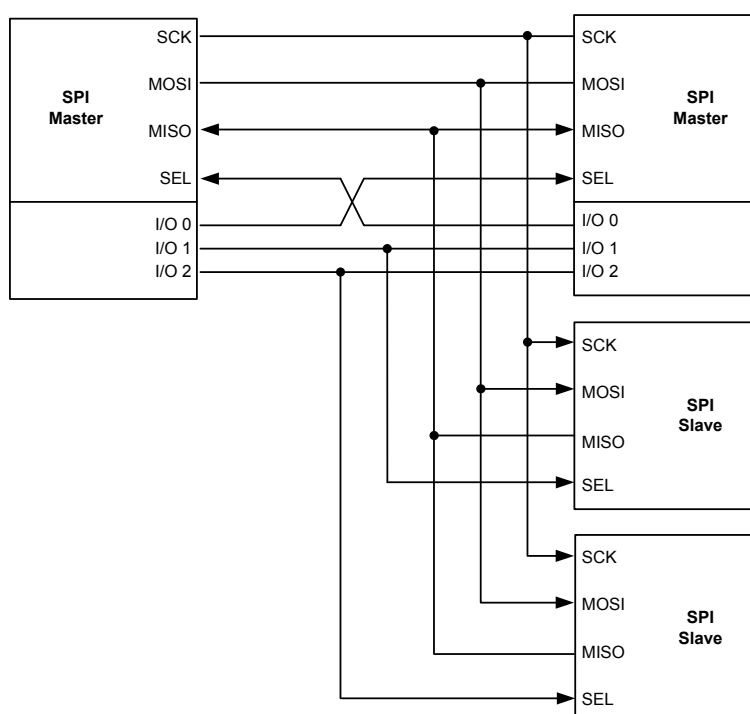 SCK
MOSI
SPI
Master
MISO
SEL
I/O 0
I/O 1
I/O 2
SCK
MOSI
SPI
Master
MISO
SEL
I/O 0
I/O 1
I/O 2
SCK
MOSI
SPI
Slave
MISO
SEL
SCK
MOSI
SPI
Slave
MISO
SEL